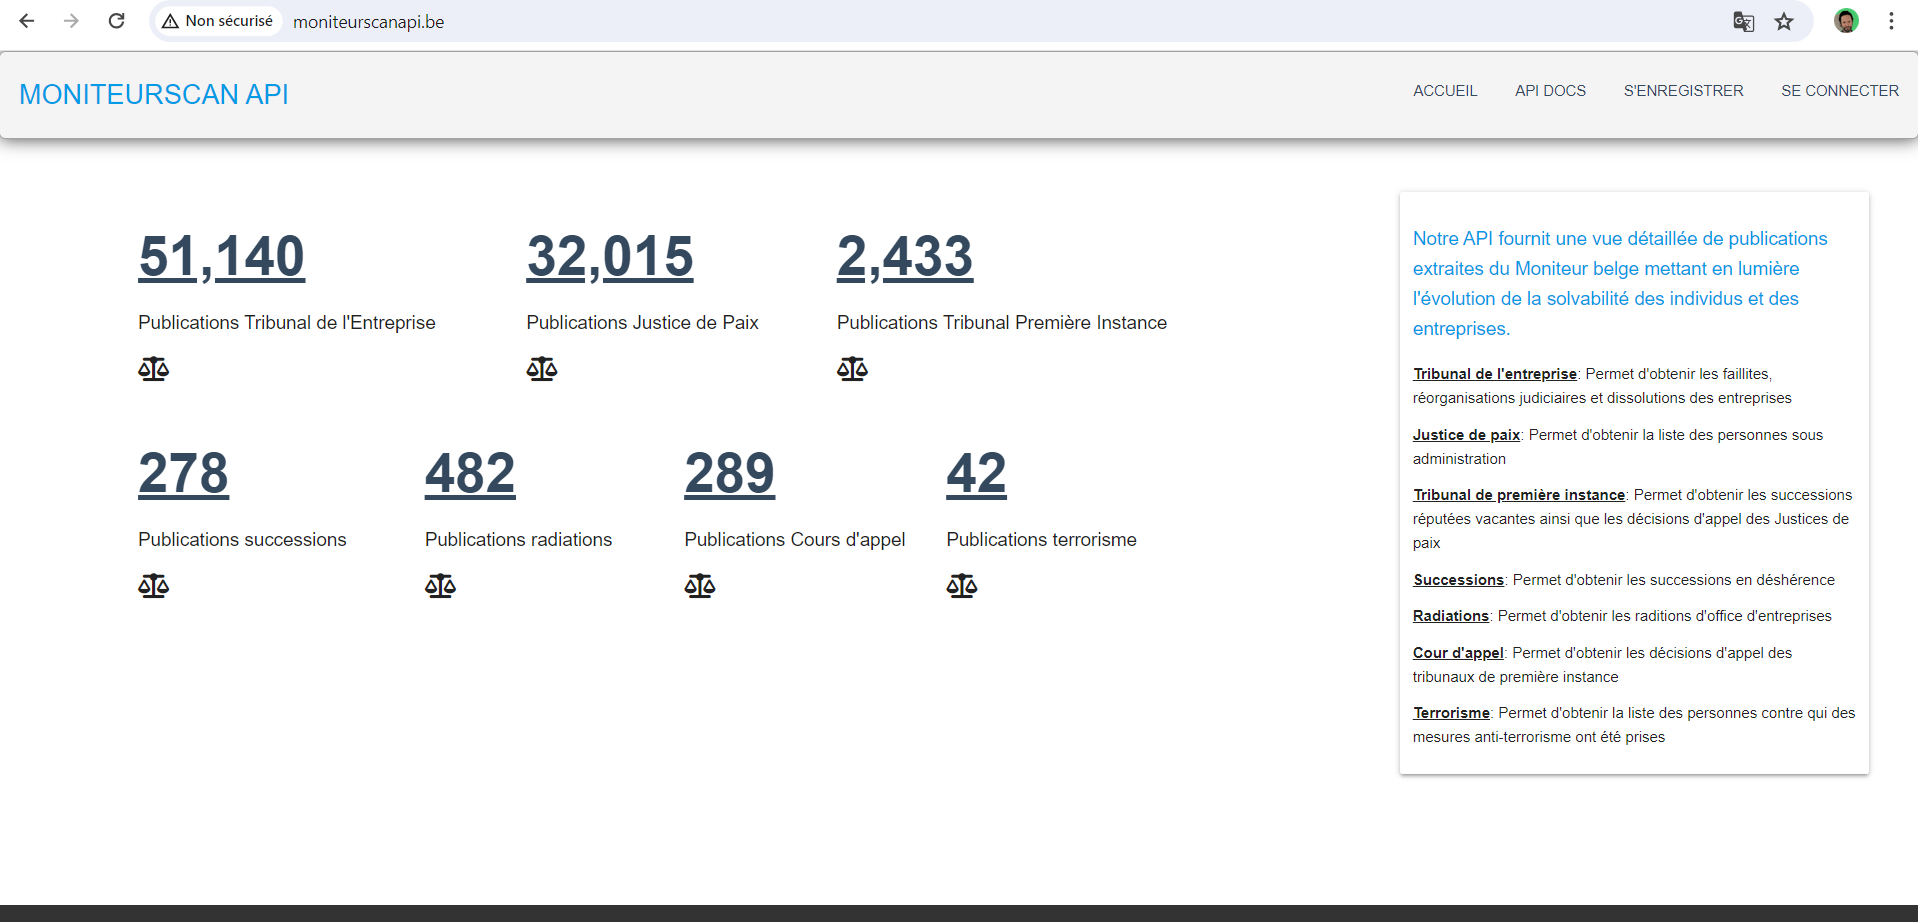 Non sécurisé
moniteurscanapi.be
MONITEURSCAN API
ACCUEIL
API DOCS
S'ENREGISTRER
SE CONNECTER
51,140
Publications Tribunal de l'Entreprise
32,015
Publications Justice de Paix
2,433
Publications Tribunal Première Instance
278
Publications successions
482
Publications radiations
289
Publications Cours d'appel
42
Publications terrorisme
Notre API fournit une vue détaillée de publications
extraites du Moniteur belge mettant en lumière
l'évolution de la solvabilité des individus et des
entreprises.
Tribunal de l'entreprise: Permet d'obtenir les faillites,
réorganisations judiciaires et dissolutions des entreprises
Justice de paix: Permet d'obtenir la liste des personnes sous
administration
Tribunal de première instance: Permet d'obtenir les successions
réputées vacantes ainsi que les décisions d'appel des Justices de
paix
Successions: Permet d'obtenir les successions en déshérence
Radiations: Permet d'obtenir les raditions d'office d'entreprises
Cour d'appel: Permet d'obtenir les décisions d'appel des
tribunaux de première instance
Terrorisme: Permet d'obtenir la liste des personnes contre qui des
mesures anti-terrorisme ont été prises